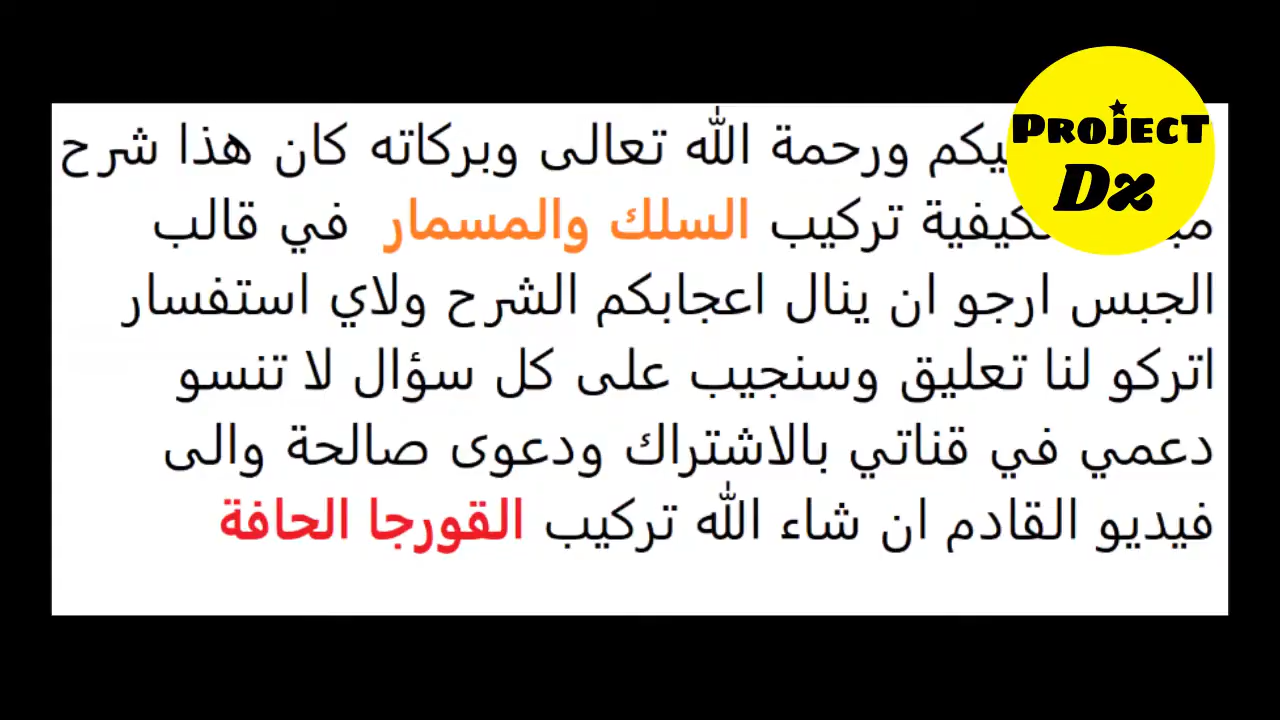 PROJECT
Dz
ورحمة الله تعالى وبركاته كان هذا شرح
تركيب السلك والمسمار في قالب
الجبس ارجو ان ينال اعجابكم الشرح ولاي استفسار
اتركو لنا تعليق وسنجيب على كل سؤال لا تنسو
دعمي في قناتي بالاشتراك ودعوى صالحة والى
فيديو القادم ان شاء الله تركيب القورجا الحافة